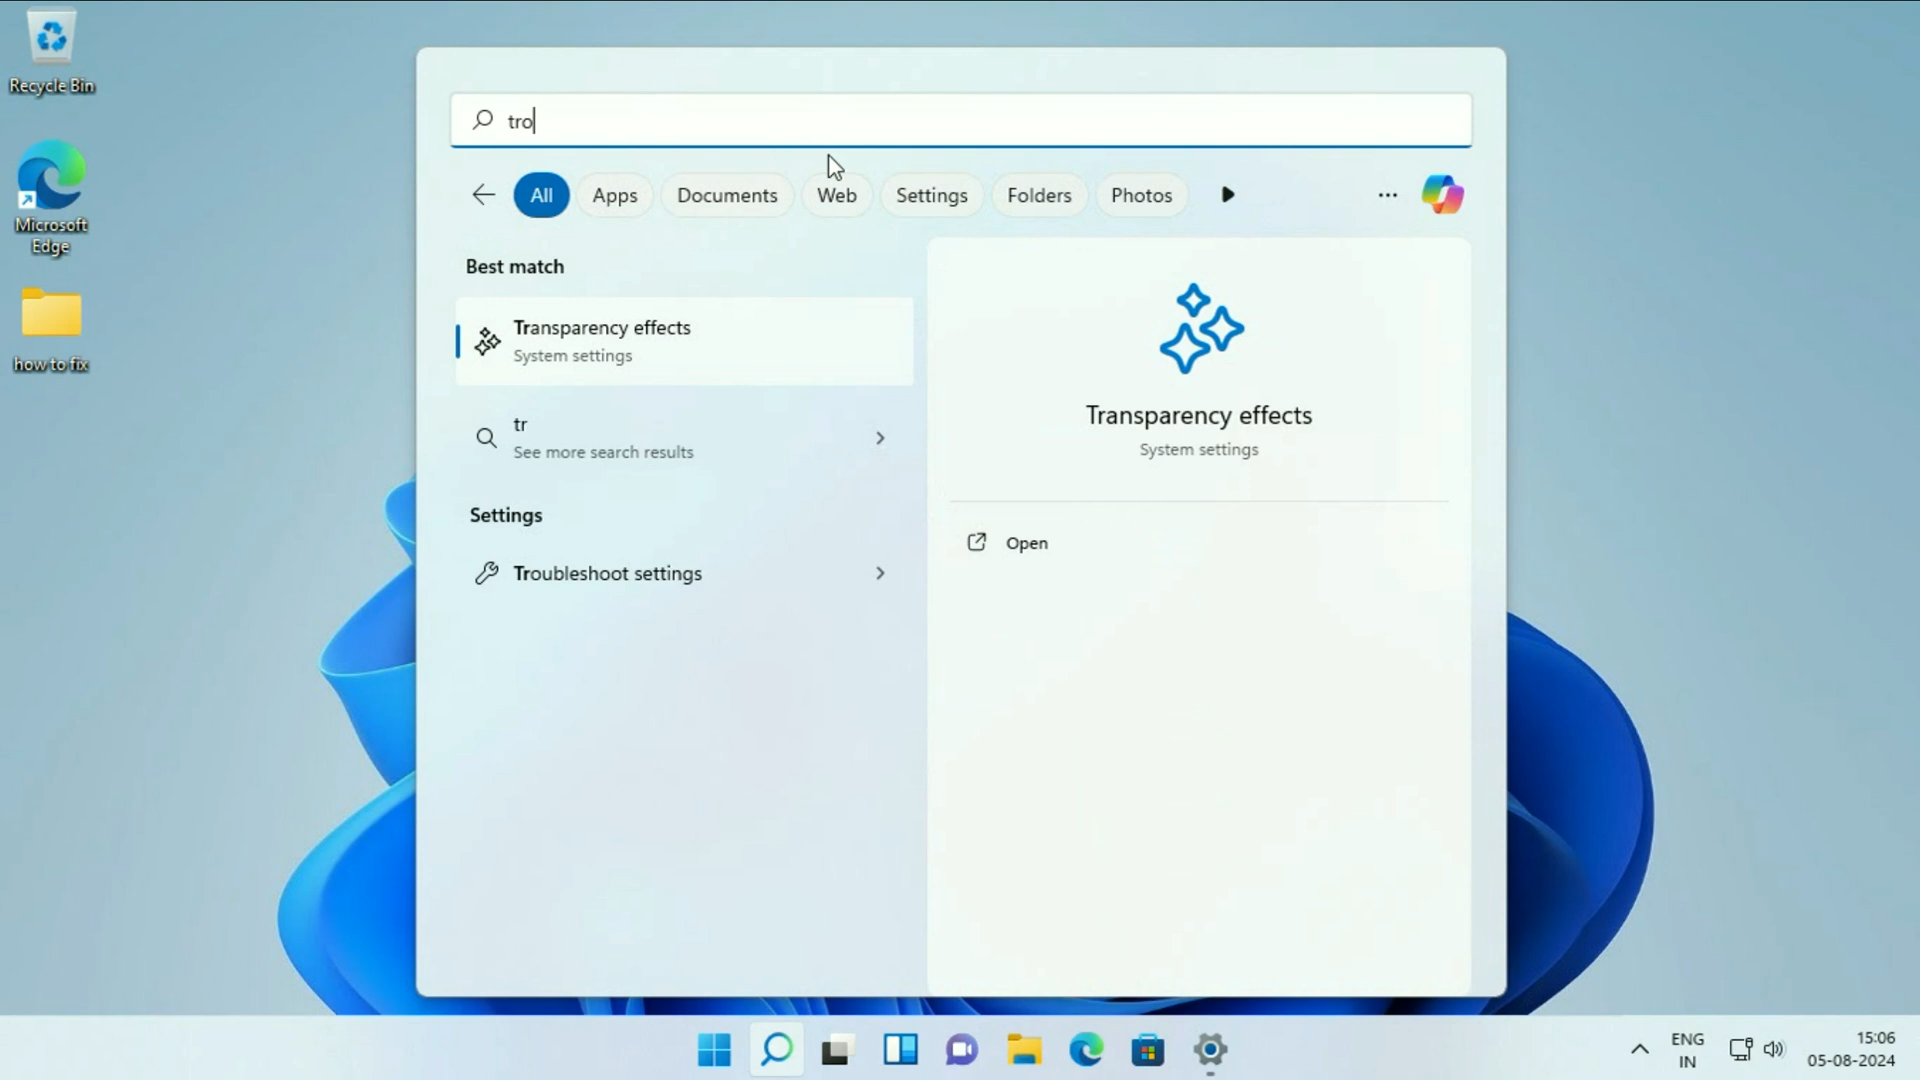 Recycle Bin
Microsoft
Edge
how to fix
tro
All
Apps
Documents
Web
Settings
Folders
Photos
Best match
Transparency effects
System settings
tr
See more search results
Settings
Troubleshoot settings
Transparency effects
System settings
Open
ENG
IN
15:06
05-08-2024